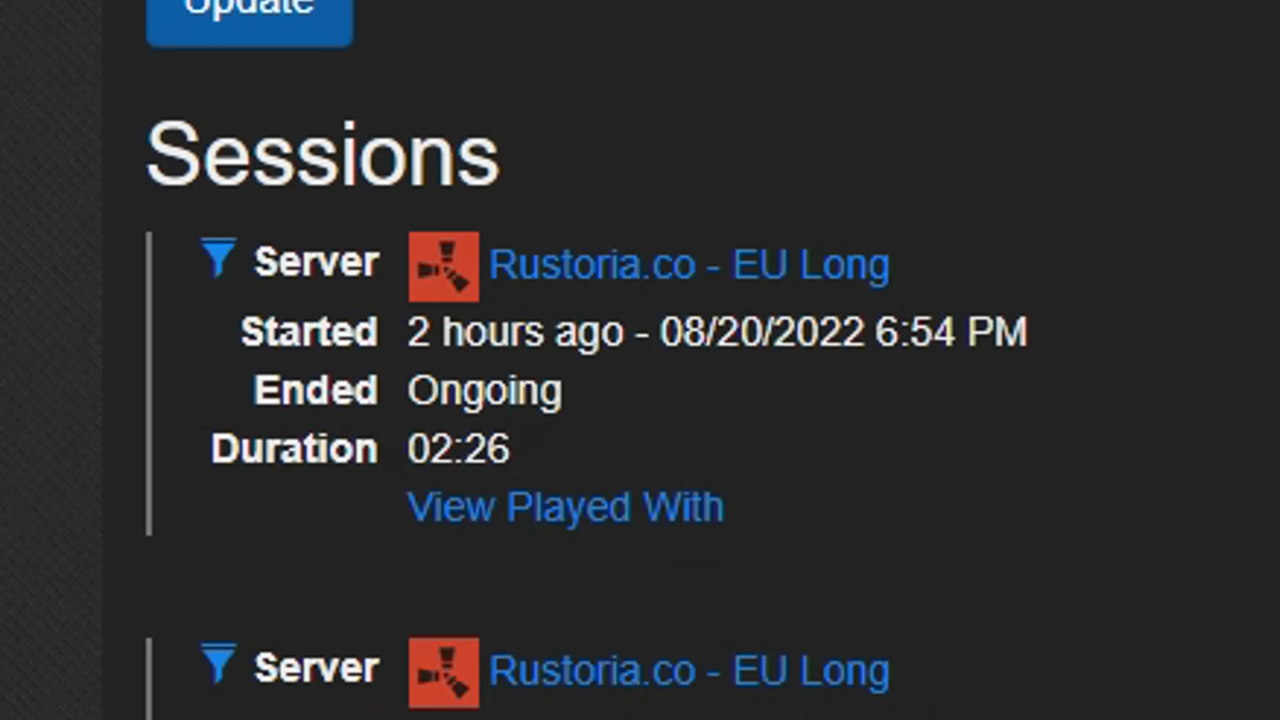 Update
Sessions
Server Rustoria.co - EU Long
Started 2 hours ago - 08/20/2022 6:54 PM
Ended Ongoing
Duration 02:26
View Played With
Server Rustoria.co - EU Long